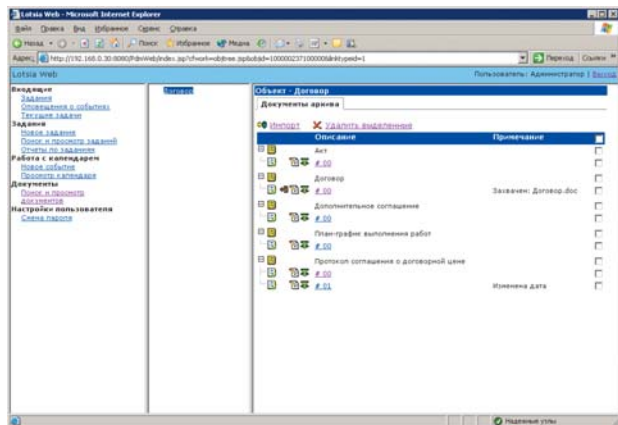 Lotsia Web - Microsoft Internet Explorer
Файл Правка Вид Избранное Сервис Справка
Назад Поиск Избранное Медиа
Адрес: Переход Ссылки
Lotsia Web Пользователь: Администратор | Выход
Входящие
Задания
Оповещения о событиях
Текущие задачи
Задания
Новое задание
Поиск и просмотр заданий
Отчеты по заданиям
Работа с календарем
Новое событие
Просмотр календаря
Документы
Поиск и просмотр
документов
Настройки пользователя
Смена пароля
Договор
Объект - Договор
Документы архива
Импорт Удалить выделенные
Описание Примечание
Акт
# 00
Договор
# 00 Захвачен: Договор.doc
Дополнительное соглашение
# 00
План-график выполнения работ
# 00
Протокол соглашения о договорной цене
# 00
# 01 Изменена дата
Надежные узлы